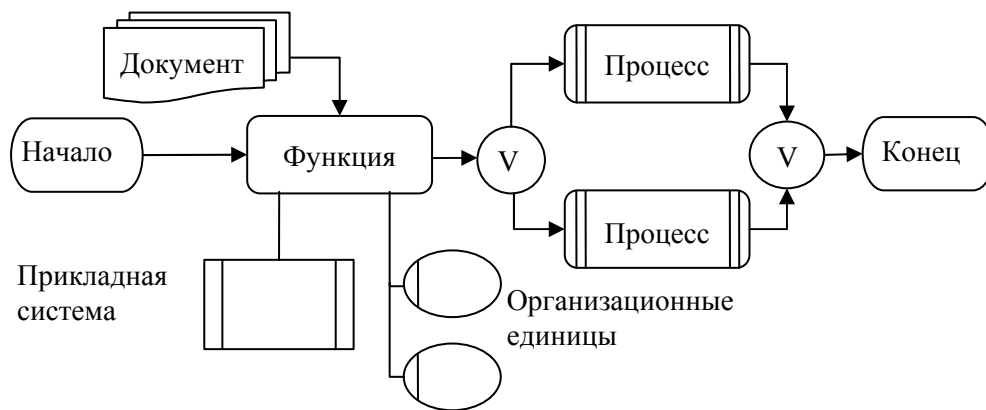 Документ
Процесс
Начало
Функция
V
V
Конец
Процесс
Прикладная
система
Организационные
единицы